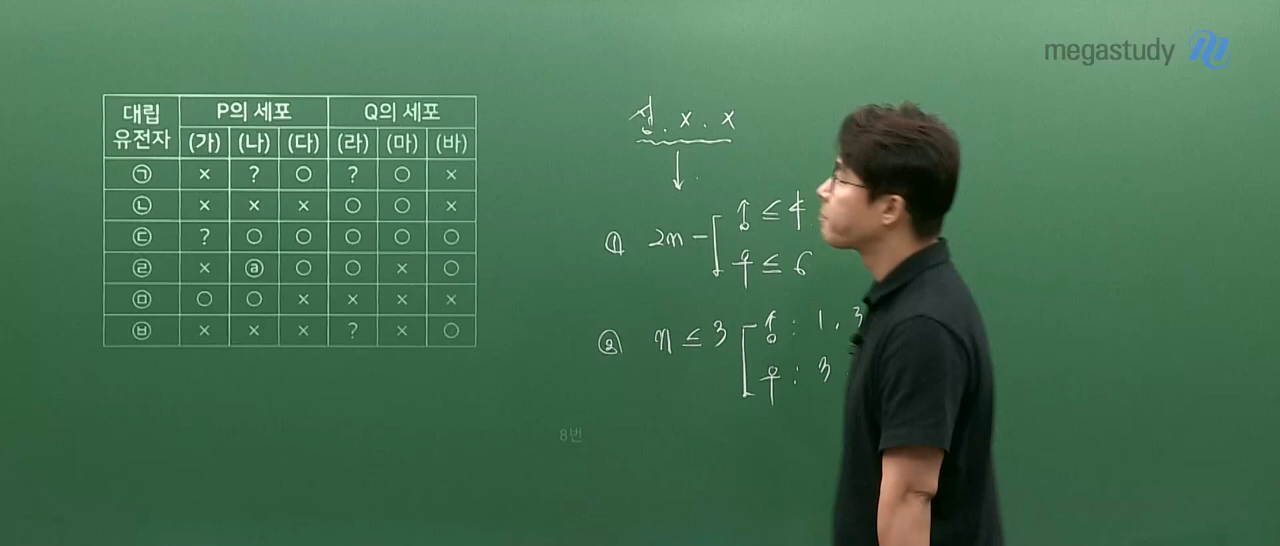 megastudy
대립 유전자 P의 세포 Q의 세포
(가) (나) (다) (라) (마) (바)
㉠ × ? ○ ? ○ ×
㉡ × × × ○ ○ ×
㉢ ? ○ ○ ○ ○ ○
㉣ × ⓐ ○ ○ × ○
㉤ ○ ○ × × × ×
㉥ × × × ? × ○
성. X. X
↓
① 2n ♂ ≤ 4
♀ ≤ 6
② n ≤ 3 ♂ : 1, 3
♀ : 3
8번